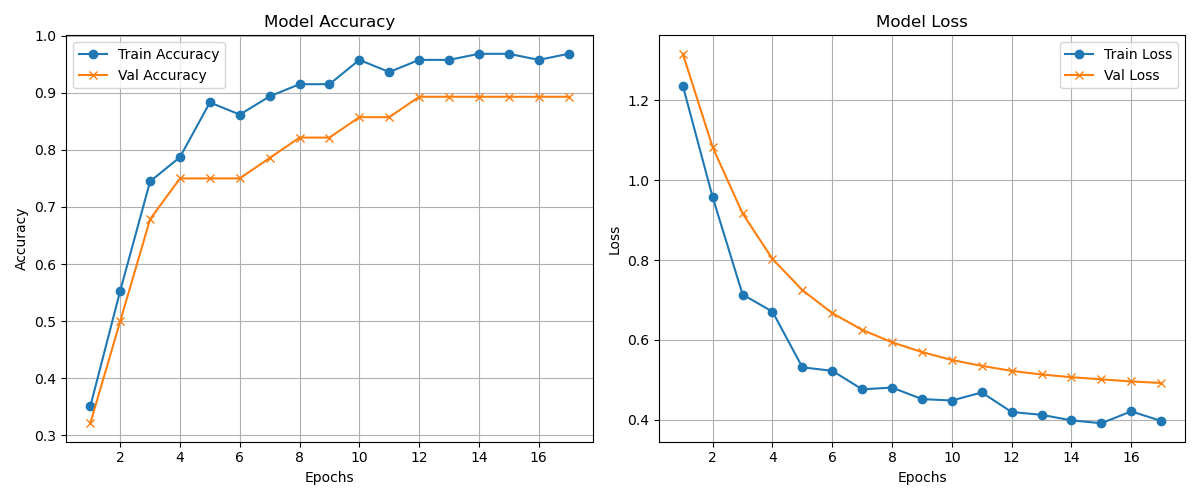 Model Accuracy
Train Accuracy
Val Accuracy
Accuracy
1.0
0.9
0.8
0.7
0.6
0.5
0.4
0.3
2 4 6 8 10 12 14 16
Epochs
Model Loss
Train Loss
Val Loss
Loss
1.2
1.0
0.8
0.6
0.4
2 4 6 8 10 12 14 16
Epochs